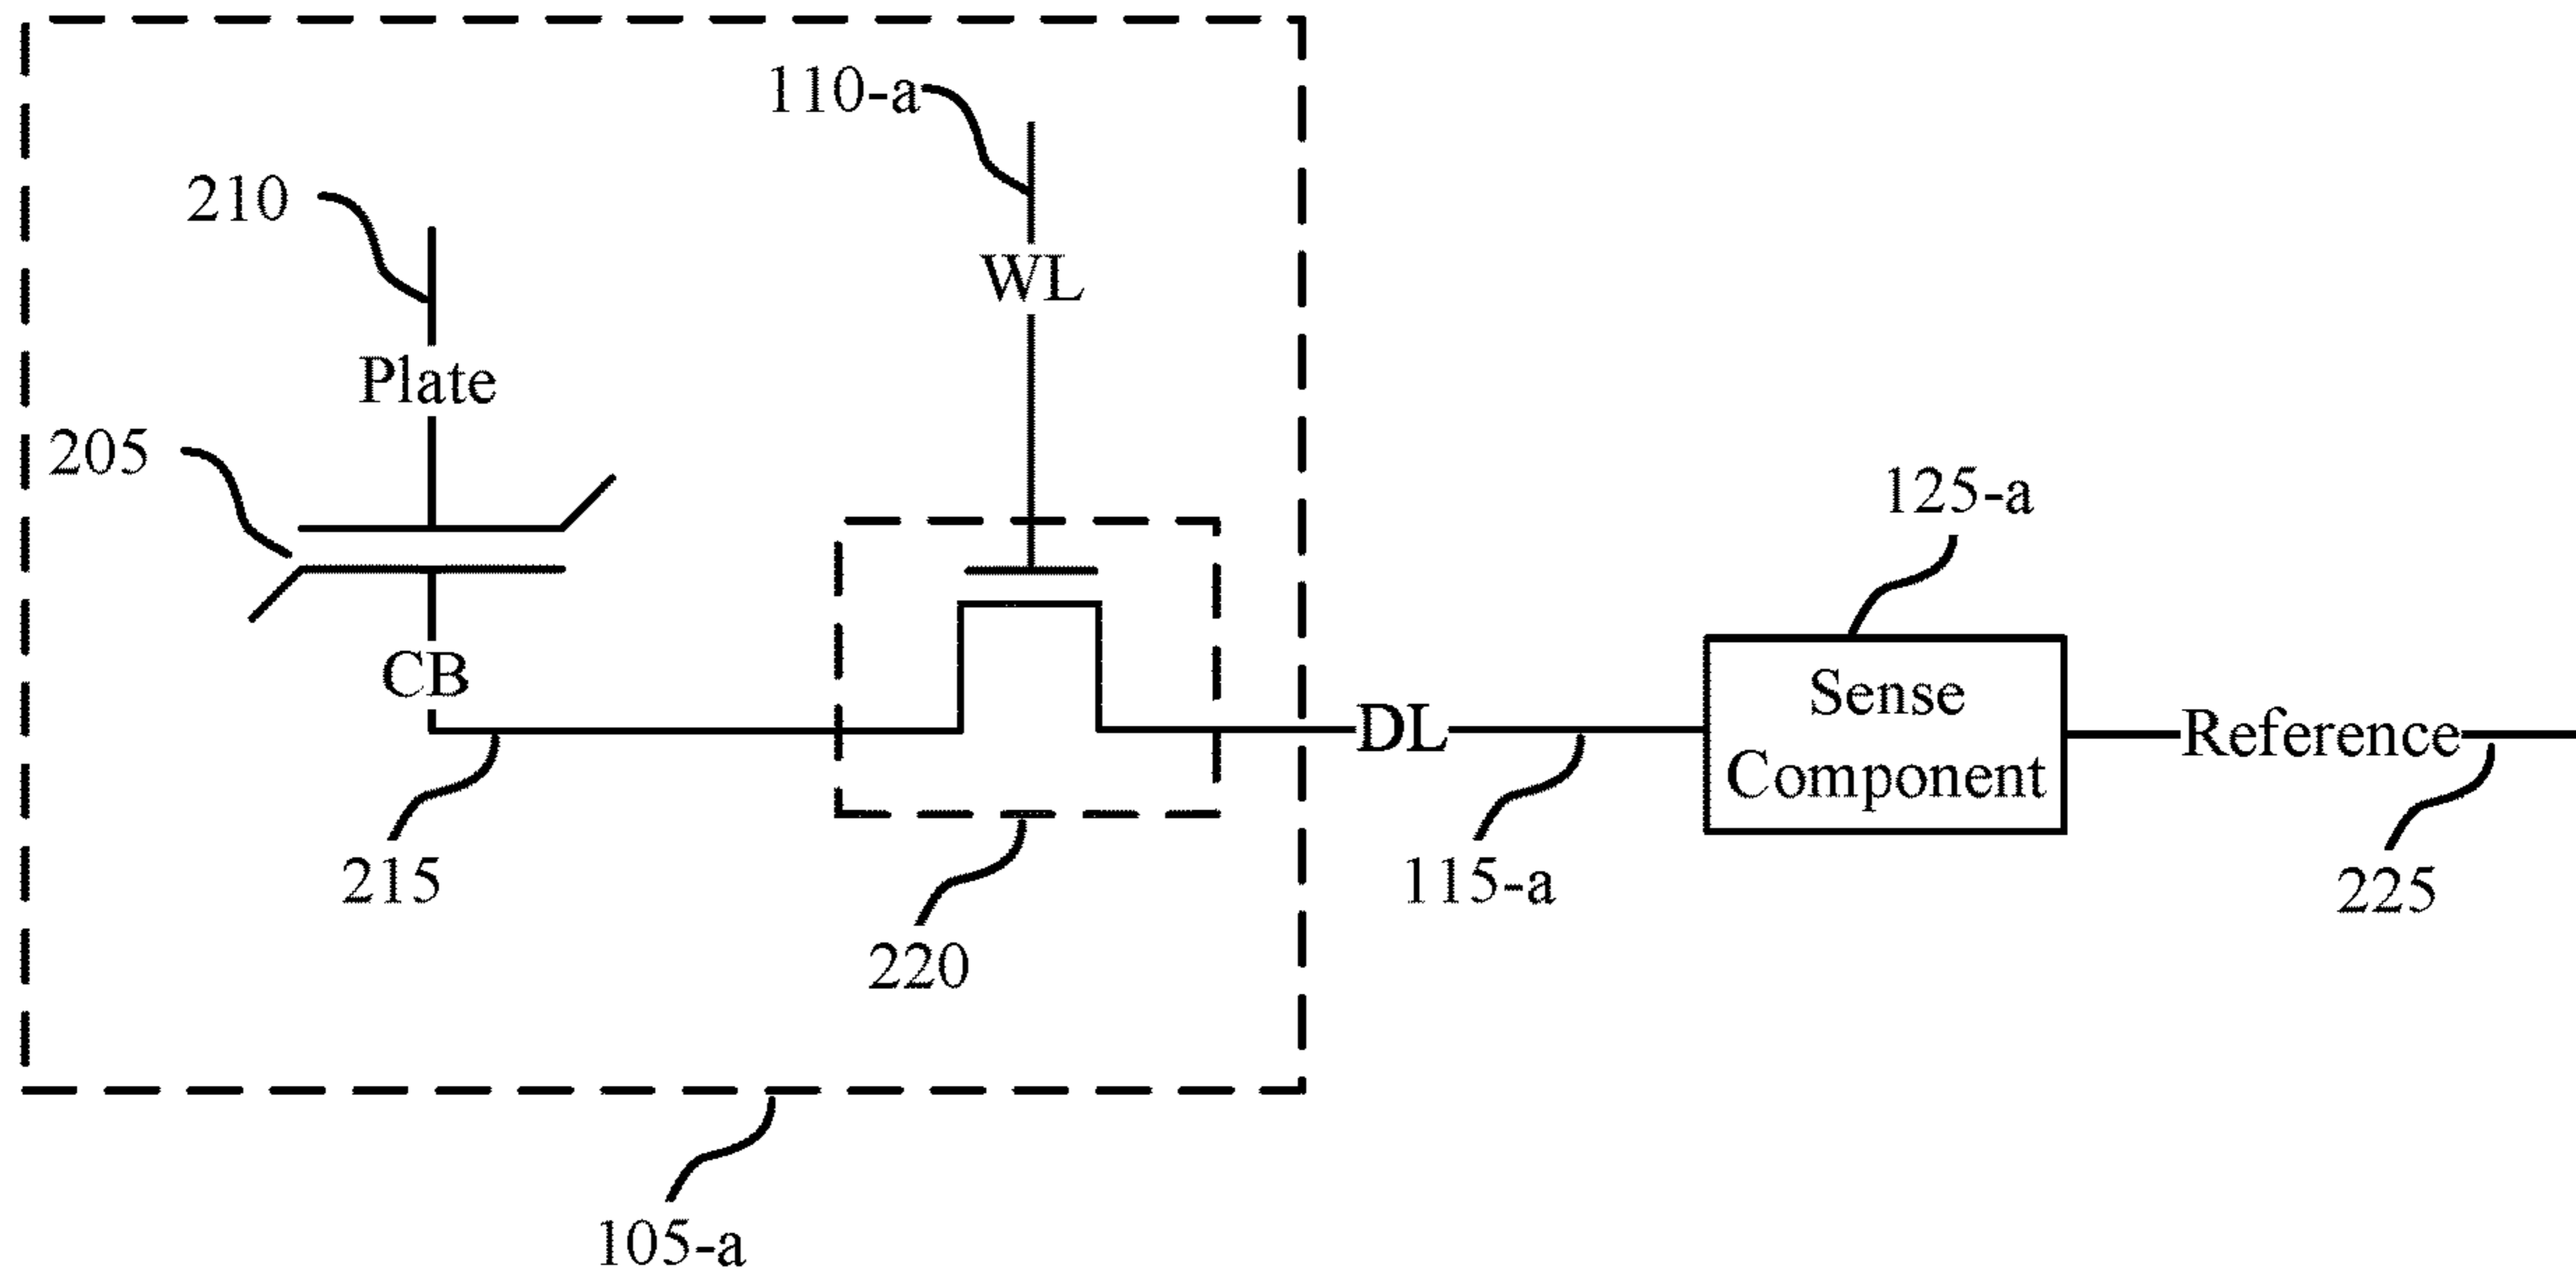 110-a
210
WL
Plate
205
125-a
CB
Sense
Component
DL
Reference
215
115-a
225
220
105-a